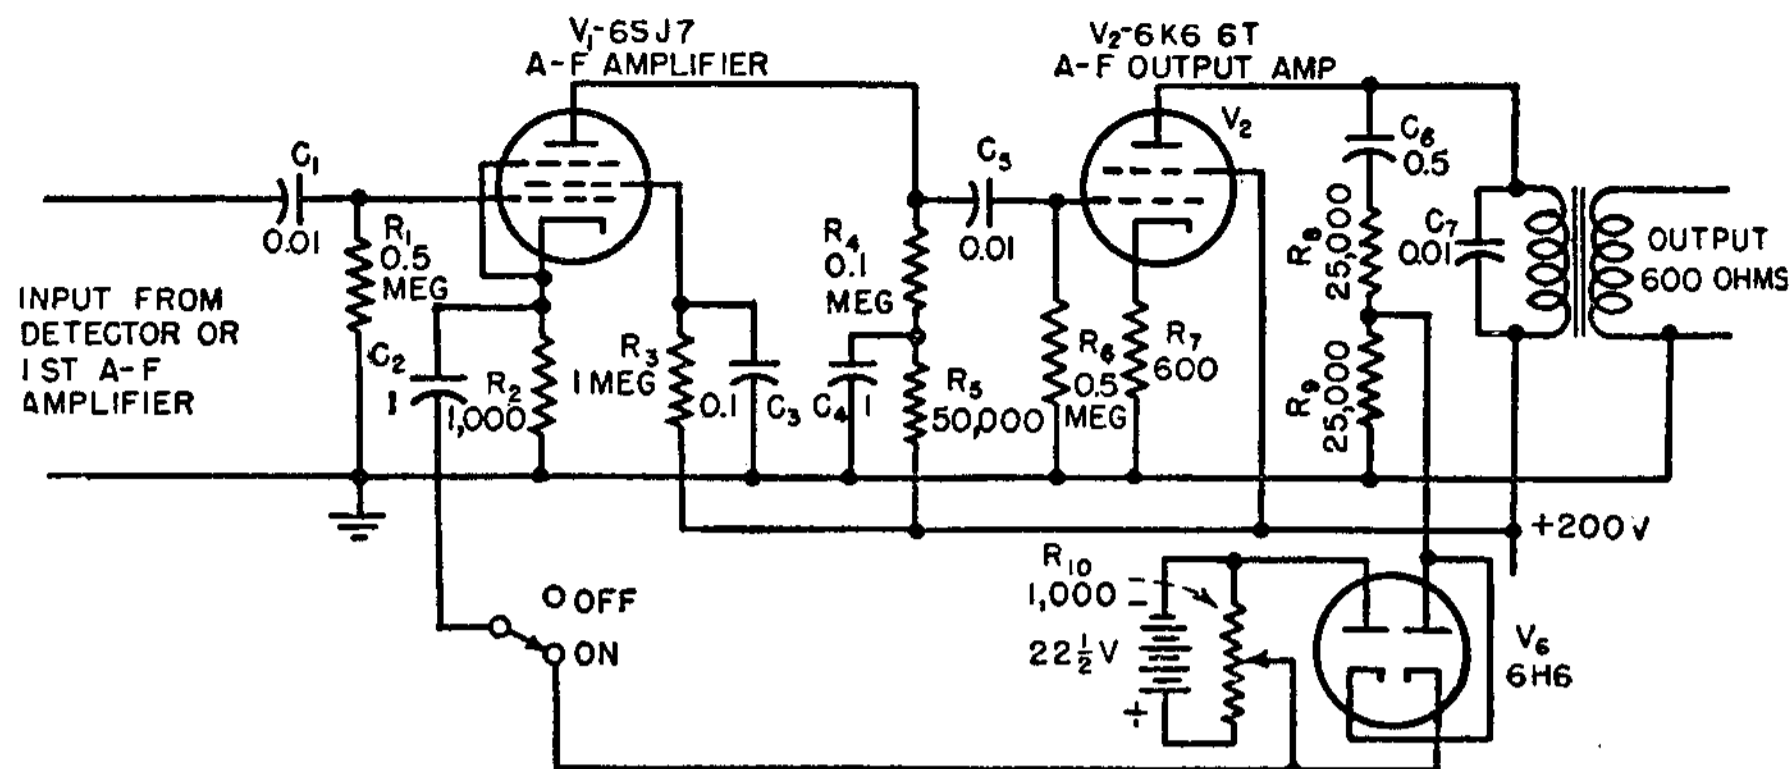 V1-6SJ7
A-F AMPLIFIER
V2-6K6 6T
A-F OUTPUT AMP
V2
C1
0.01
R1
0.5
MEG
INPUT FROM
DETECTOR OR
1 ST A-F
AMPLIFIER
C2
1
R2
1,000
R3
1 MEG
0.1
C3
R4
0.1
MEG
C4
1
R5
50,000
C5
0.01
R6
0.5
MEG
R7
600
C6
0.5
R8
25,000
R9
25,000
C7
0.01
OUTPUT
600 OHMS
+200V
OFF
ON
R10
1,000
-
22 1/2 V
+
V6
6H6